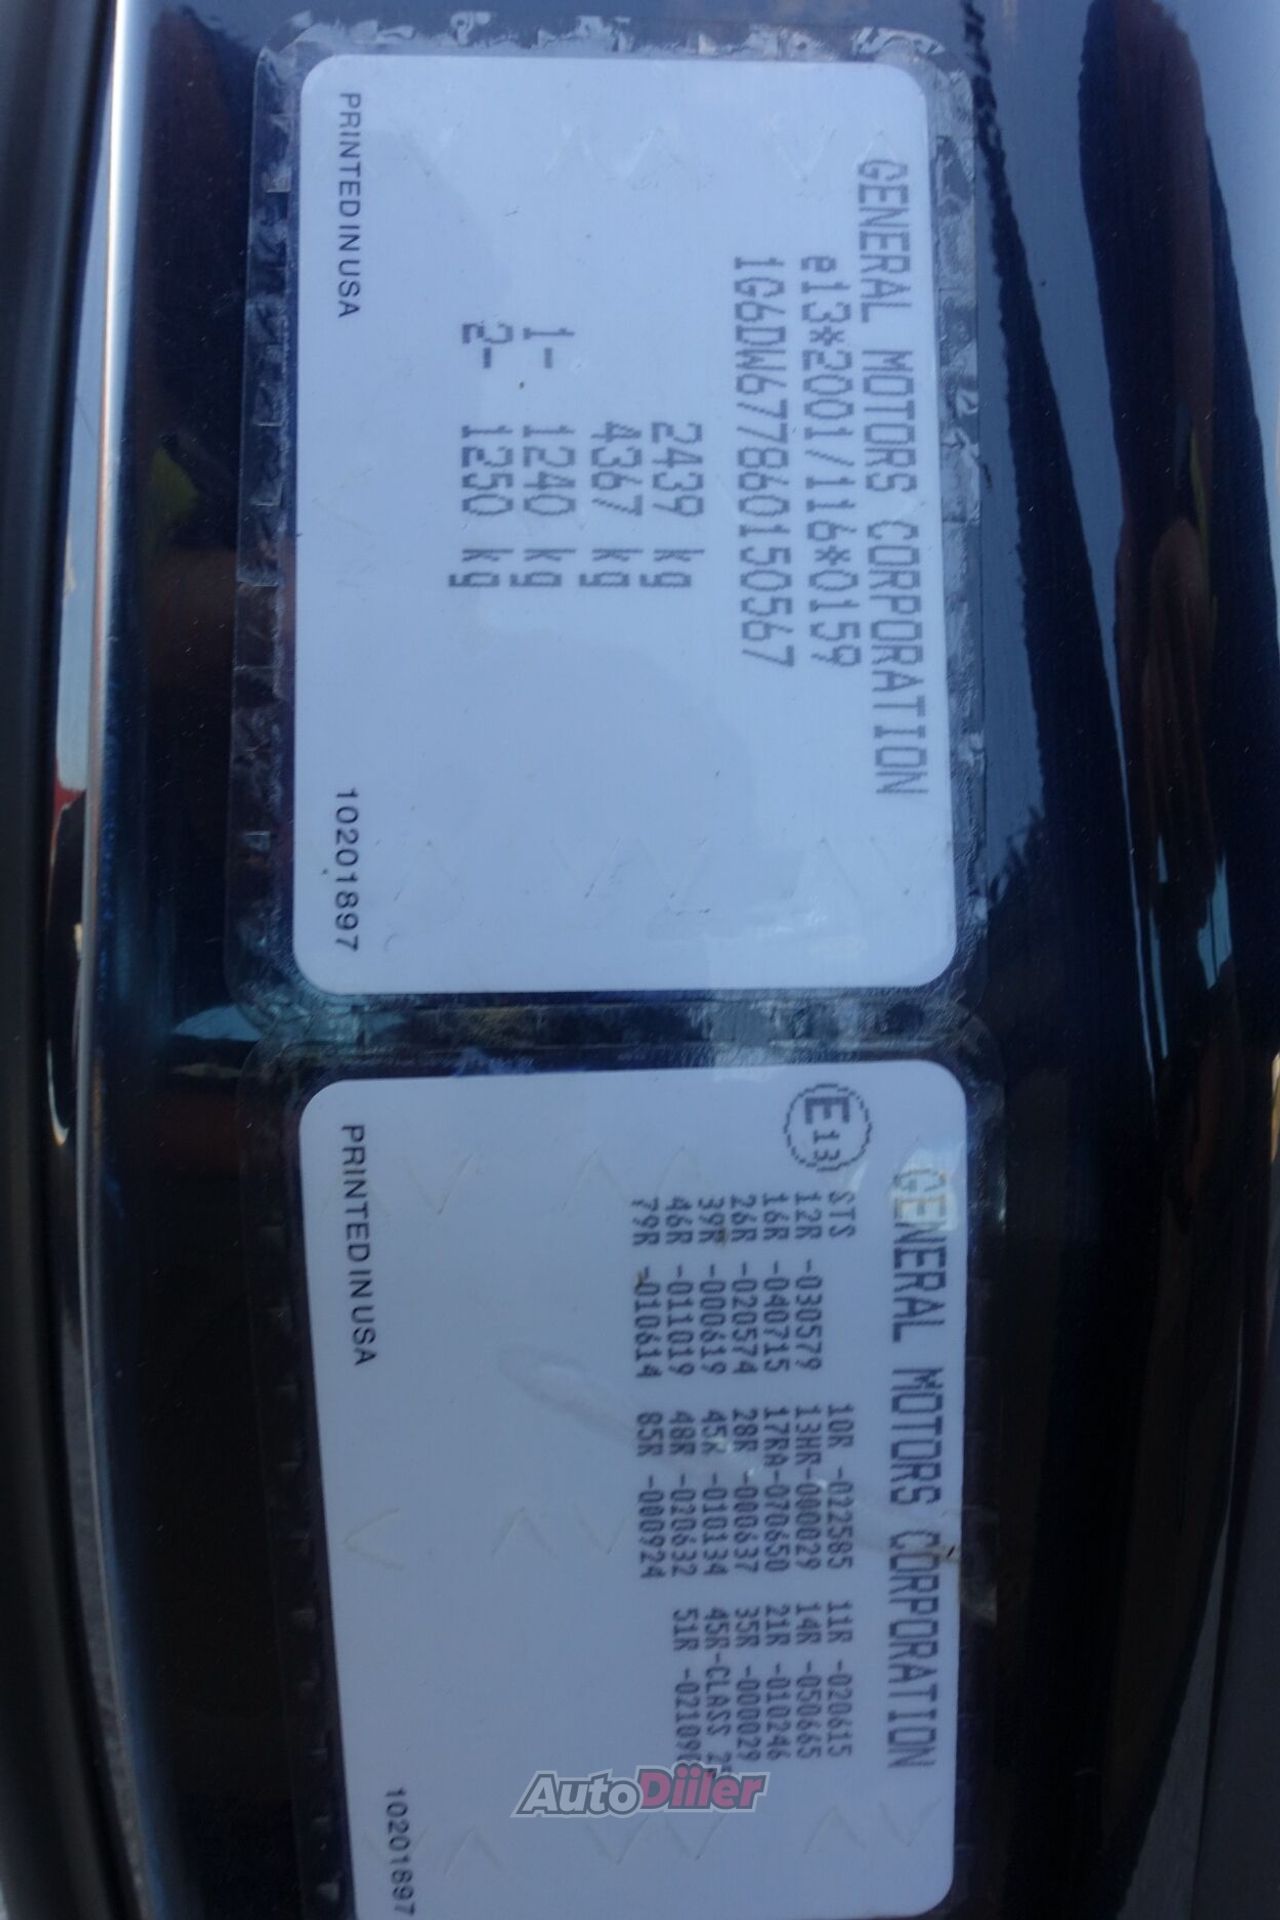 GENERAL MOTORS CORPORATION
e13*2001/116*0159
1G6DW677860150567
2439 kg
4367 kg
1- 1240 kg
2- 1250 kg
PRINTED IN USA 10201897
GENERAL MOTORS CORPORATION
E 13
STS 10R -022585 11R -020615
12R -030579 13HR-000029 14R -050665
16R -040715 17RA-070650 21R -010246
26R -020574 28R -000637 35R -000029
39R -000619 45R -010134 45R-CLASS
46R -011019 48R -020632 51R
79R -010614 85R -000924
PRINTED IN USA 10201897
AutoDiiler